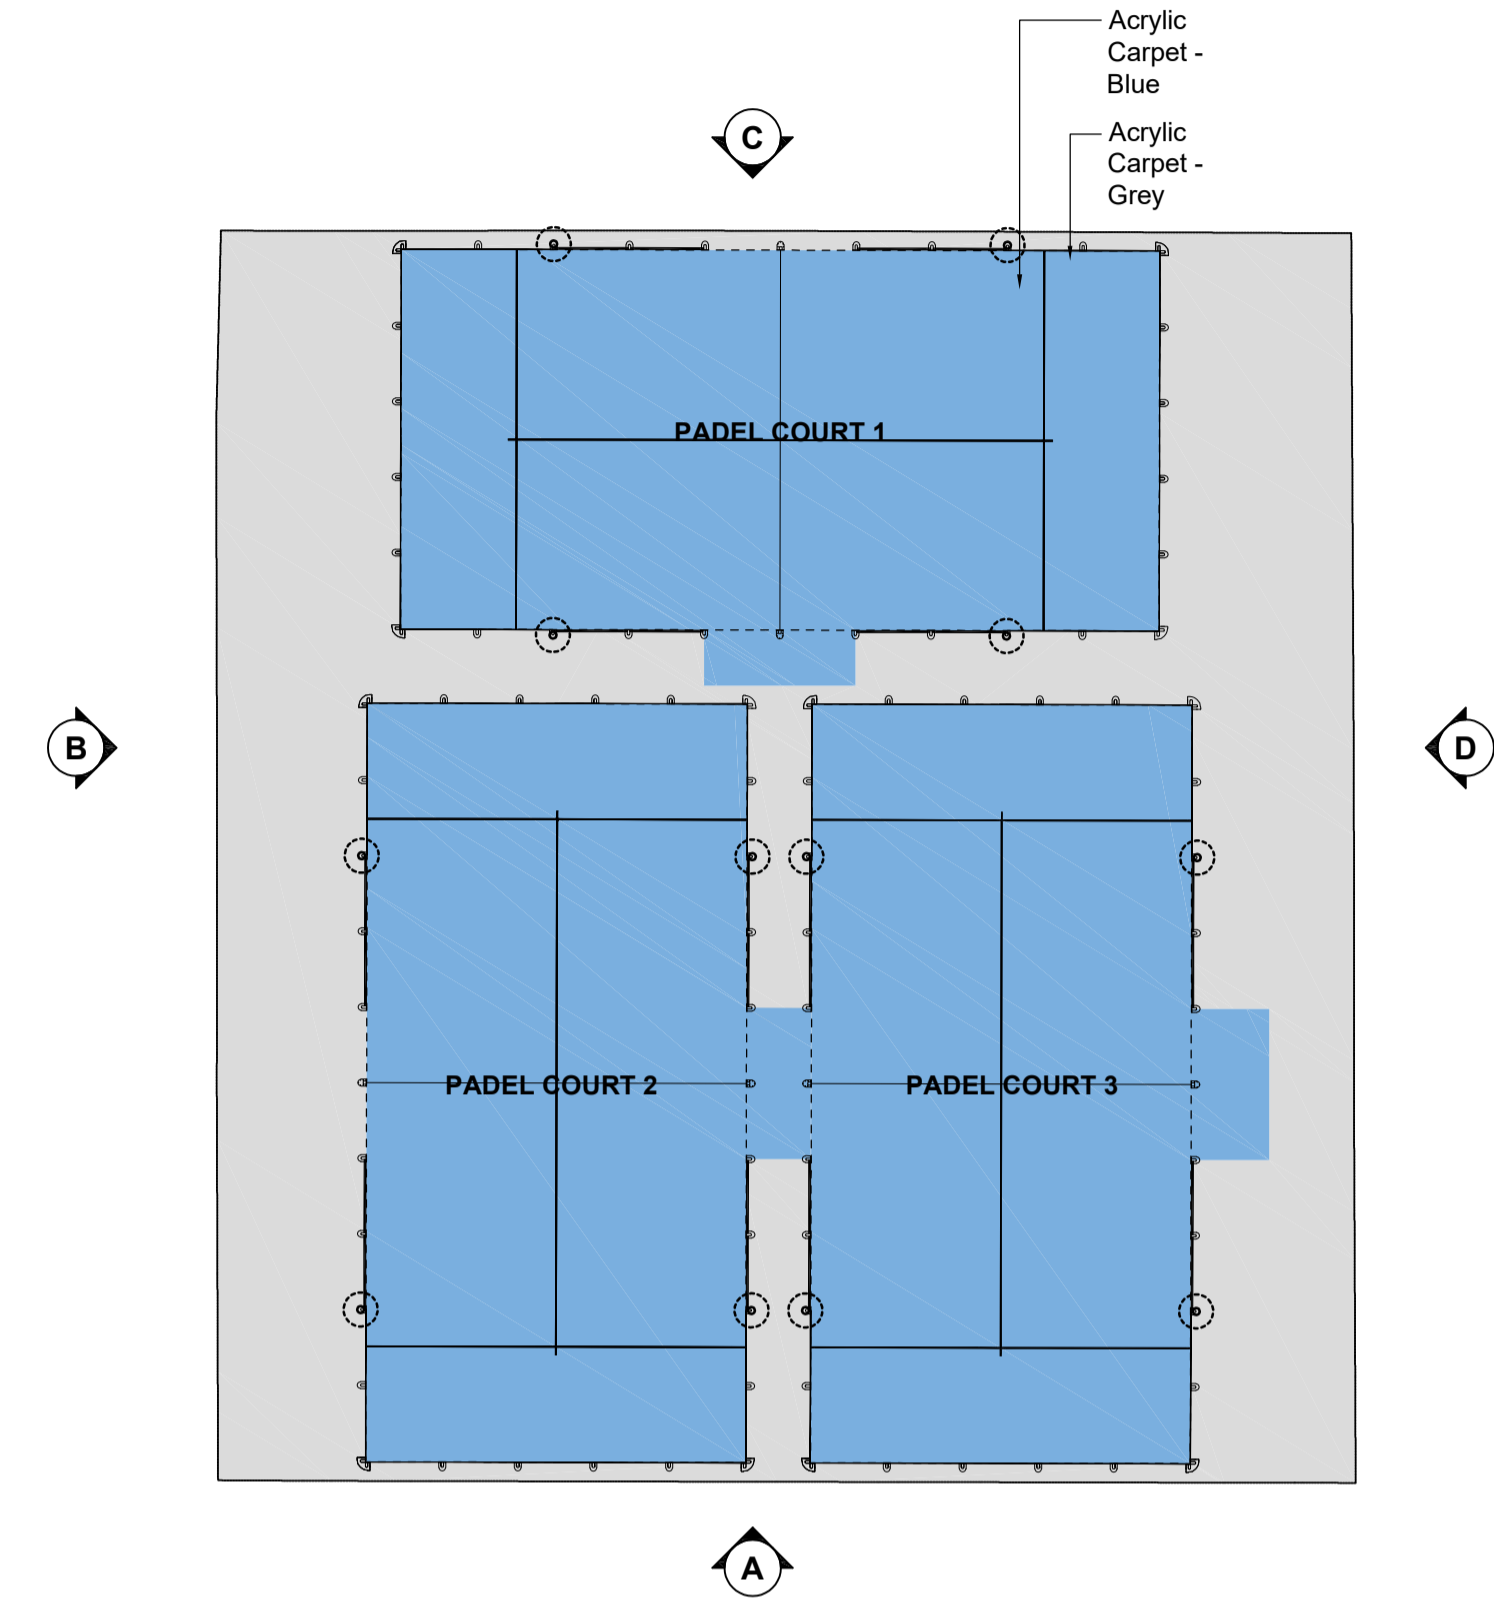 Acrylic
Carpet -
Blue
Acrylic
Carpet -
Grey
C
PADEL COURT 1
B
D
PADEL COURT 2
PADEL COURT 3
A